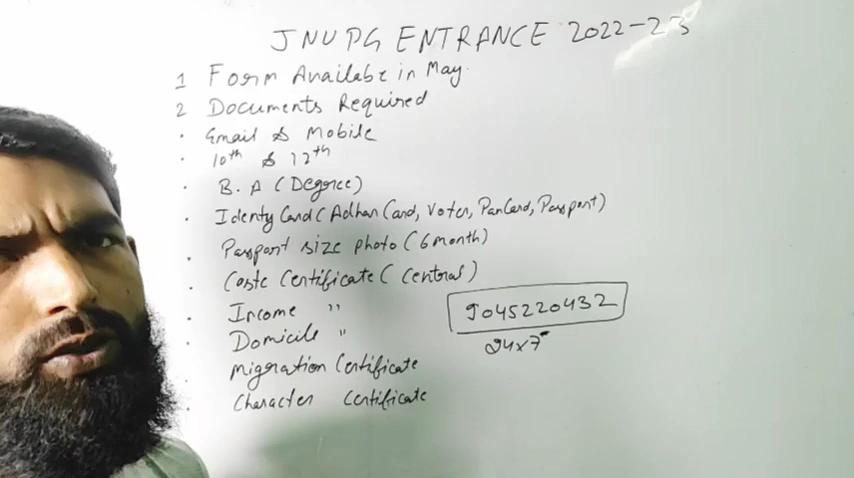 JNU PG ENTRANCE 2022-23
1 Form Available in May.
2 Documents Required
· Email & Mobile
· 10th & 12th
· B.A (Degree)
· Identy Card (Adhar Card, Voter, PanCard, Passport)
· Passport size photo (6 month)
· Caste Certificate (Central)
· Income "
9045220432
· Domicile "
24x7
· Migration Certificate
· Character Certificate